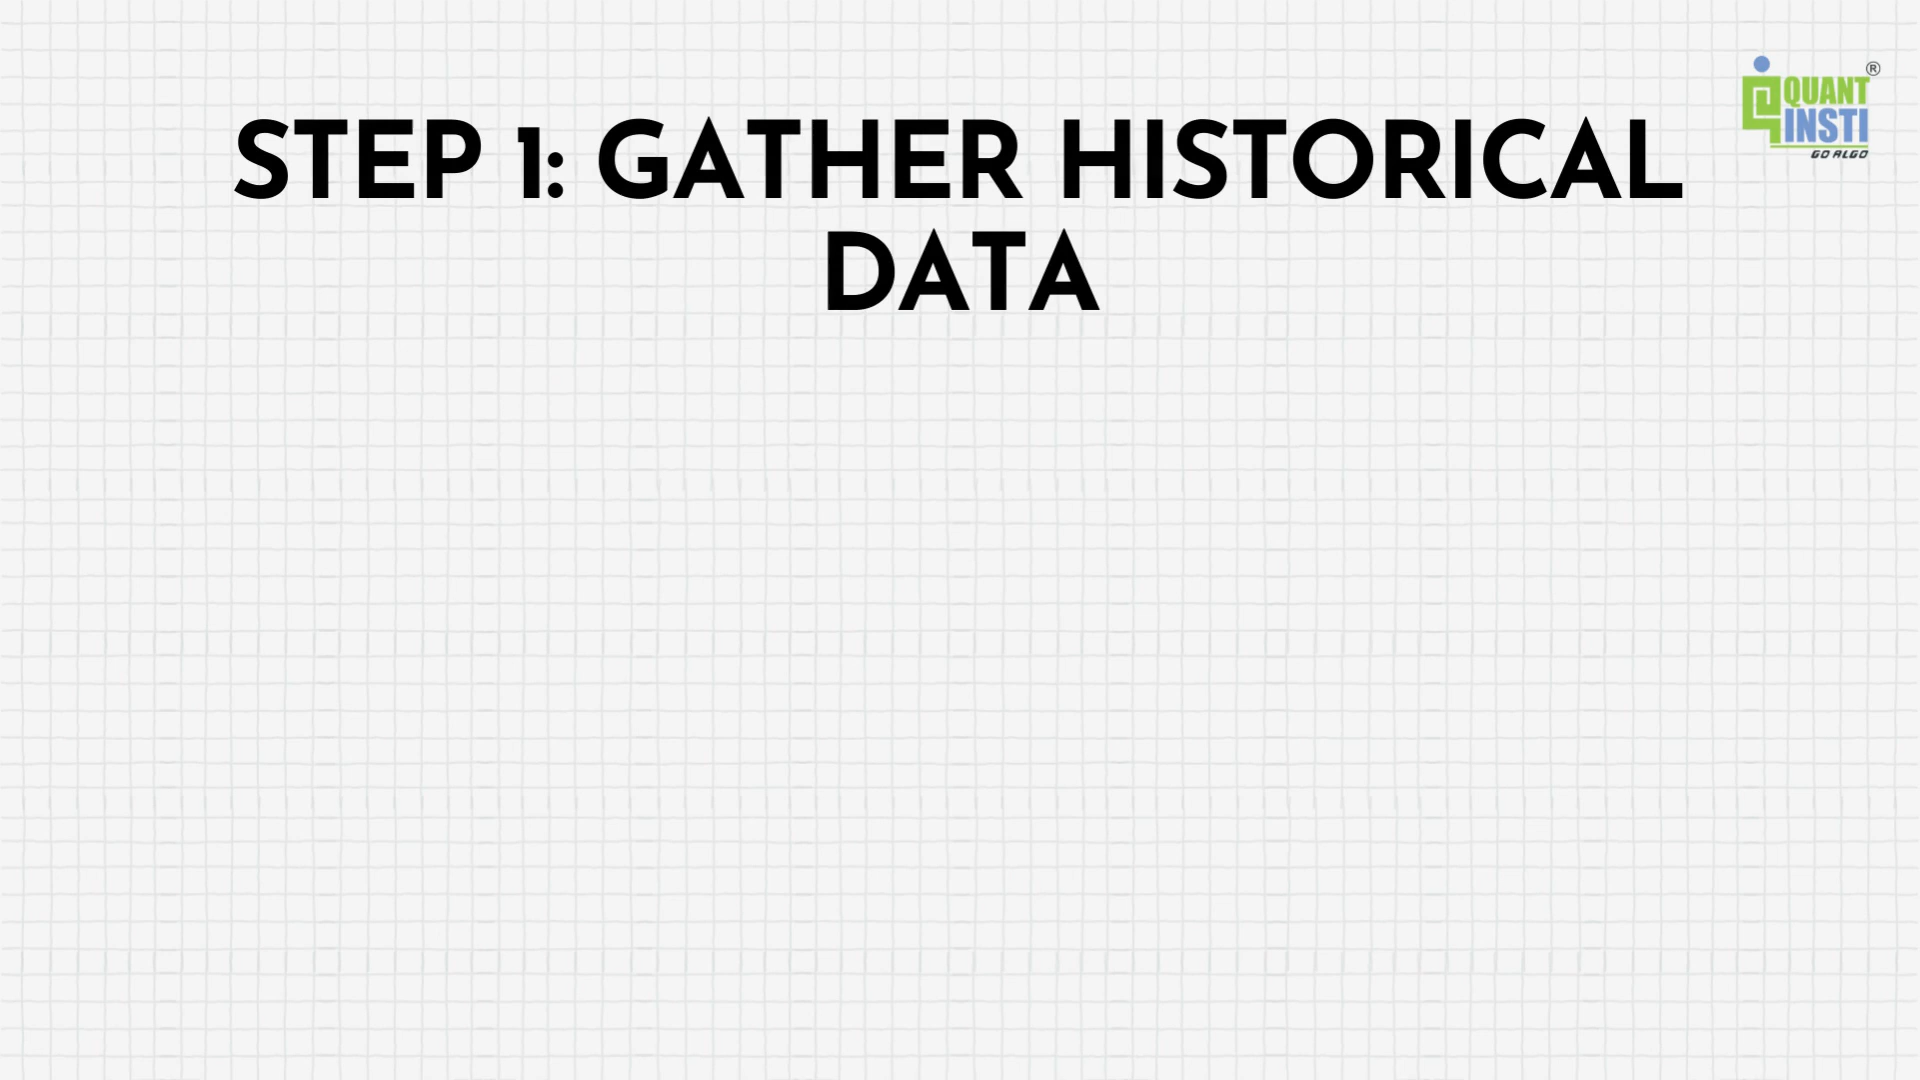 STEP 1: GATHER HISTORICAL
DATA
QUANT
INSTI
®
GO ALGO